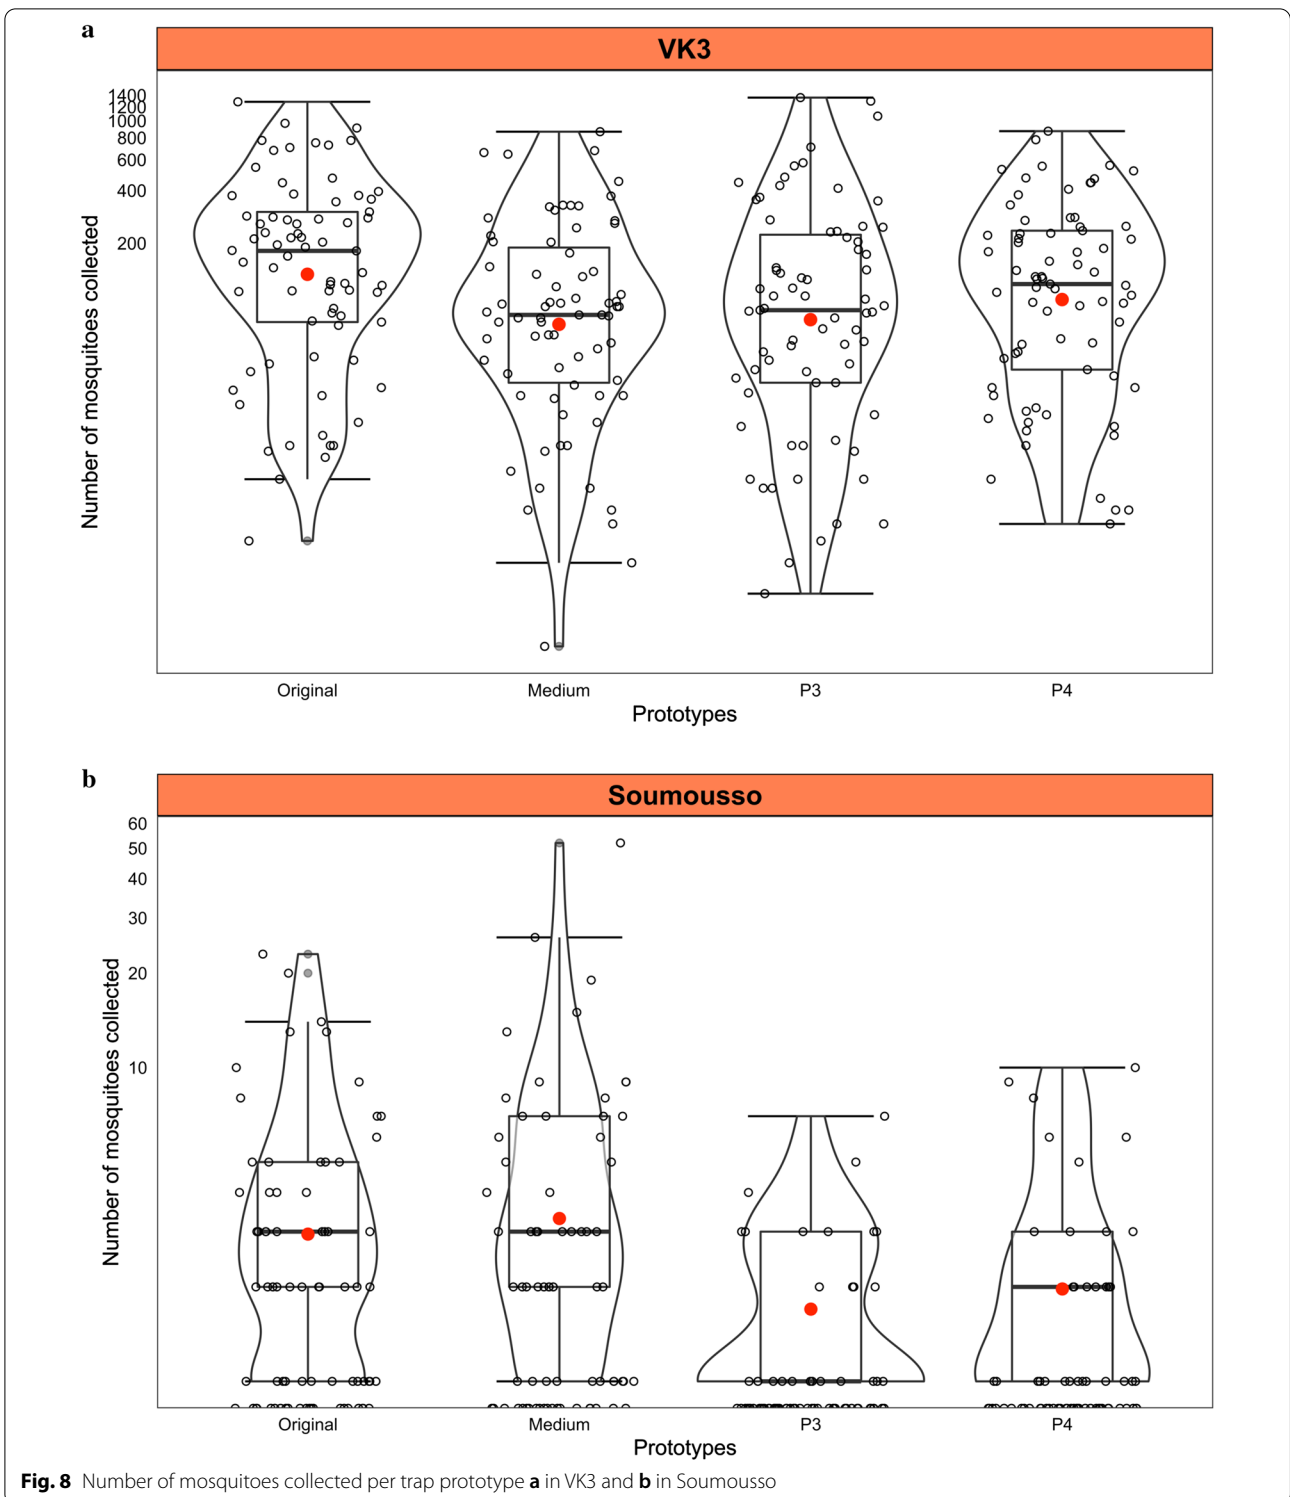 a
VK3
1400
1200
1000
800
600
400
200
Number of mosquitoes collected
Original Medium P3 P4
Prototypes
b
Soumousso
60
50
40
30
20
10
Number of mosquitoes collected
Original Medium P3 P4
Prototypes
Fig. 8 Number of mosquitoes collected per trap prototype a in VK3 and b in Soumousso